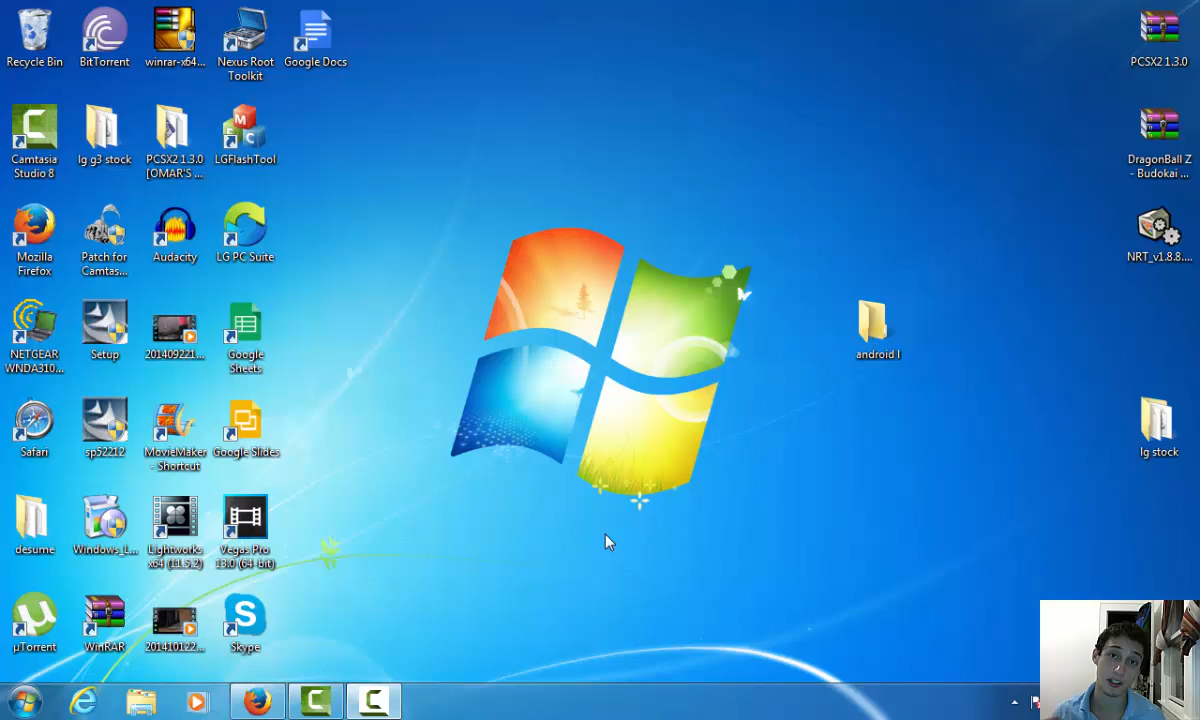 Recycle Bin
BitTorrent
winrar-x64...
Nexus Root
Toolkit
Google Docs
PCSX2 1.3.0
Camtasia
Studio 8
lg g3 stock
PCSX2 1.3.0
[OMAR'S ...
LGFlashTool
DragonBall Z
- Budokai ...
Mozilla
Firefox
Patch for
Camtas...
Audacity
LG PC Suite
NRT_v1.8.8....
NETGEAR
WNDA310...
Setup
201409221...
Google
Sheets
android l
Safari
sp52212
MovieMaker
- Shortcut
Google Slides
lg stock
desume
Windows_L...
Lightworks
x64 (11.5.2)
Vegas Pro
13.0 (64-bit)
µTorrent
WinRAR
201410122...
Skype